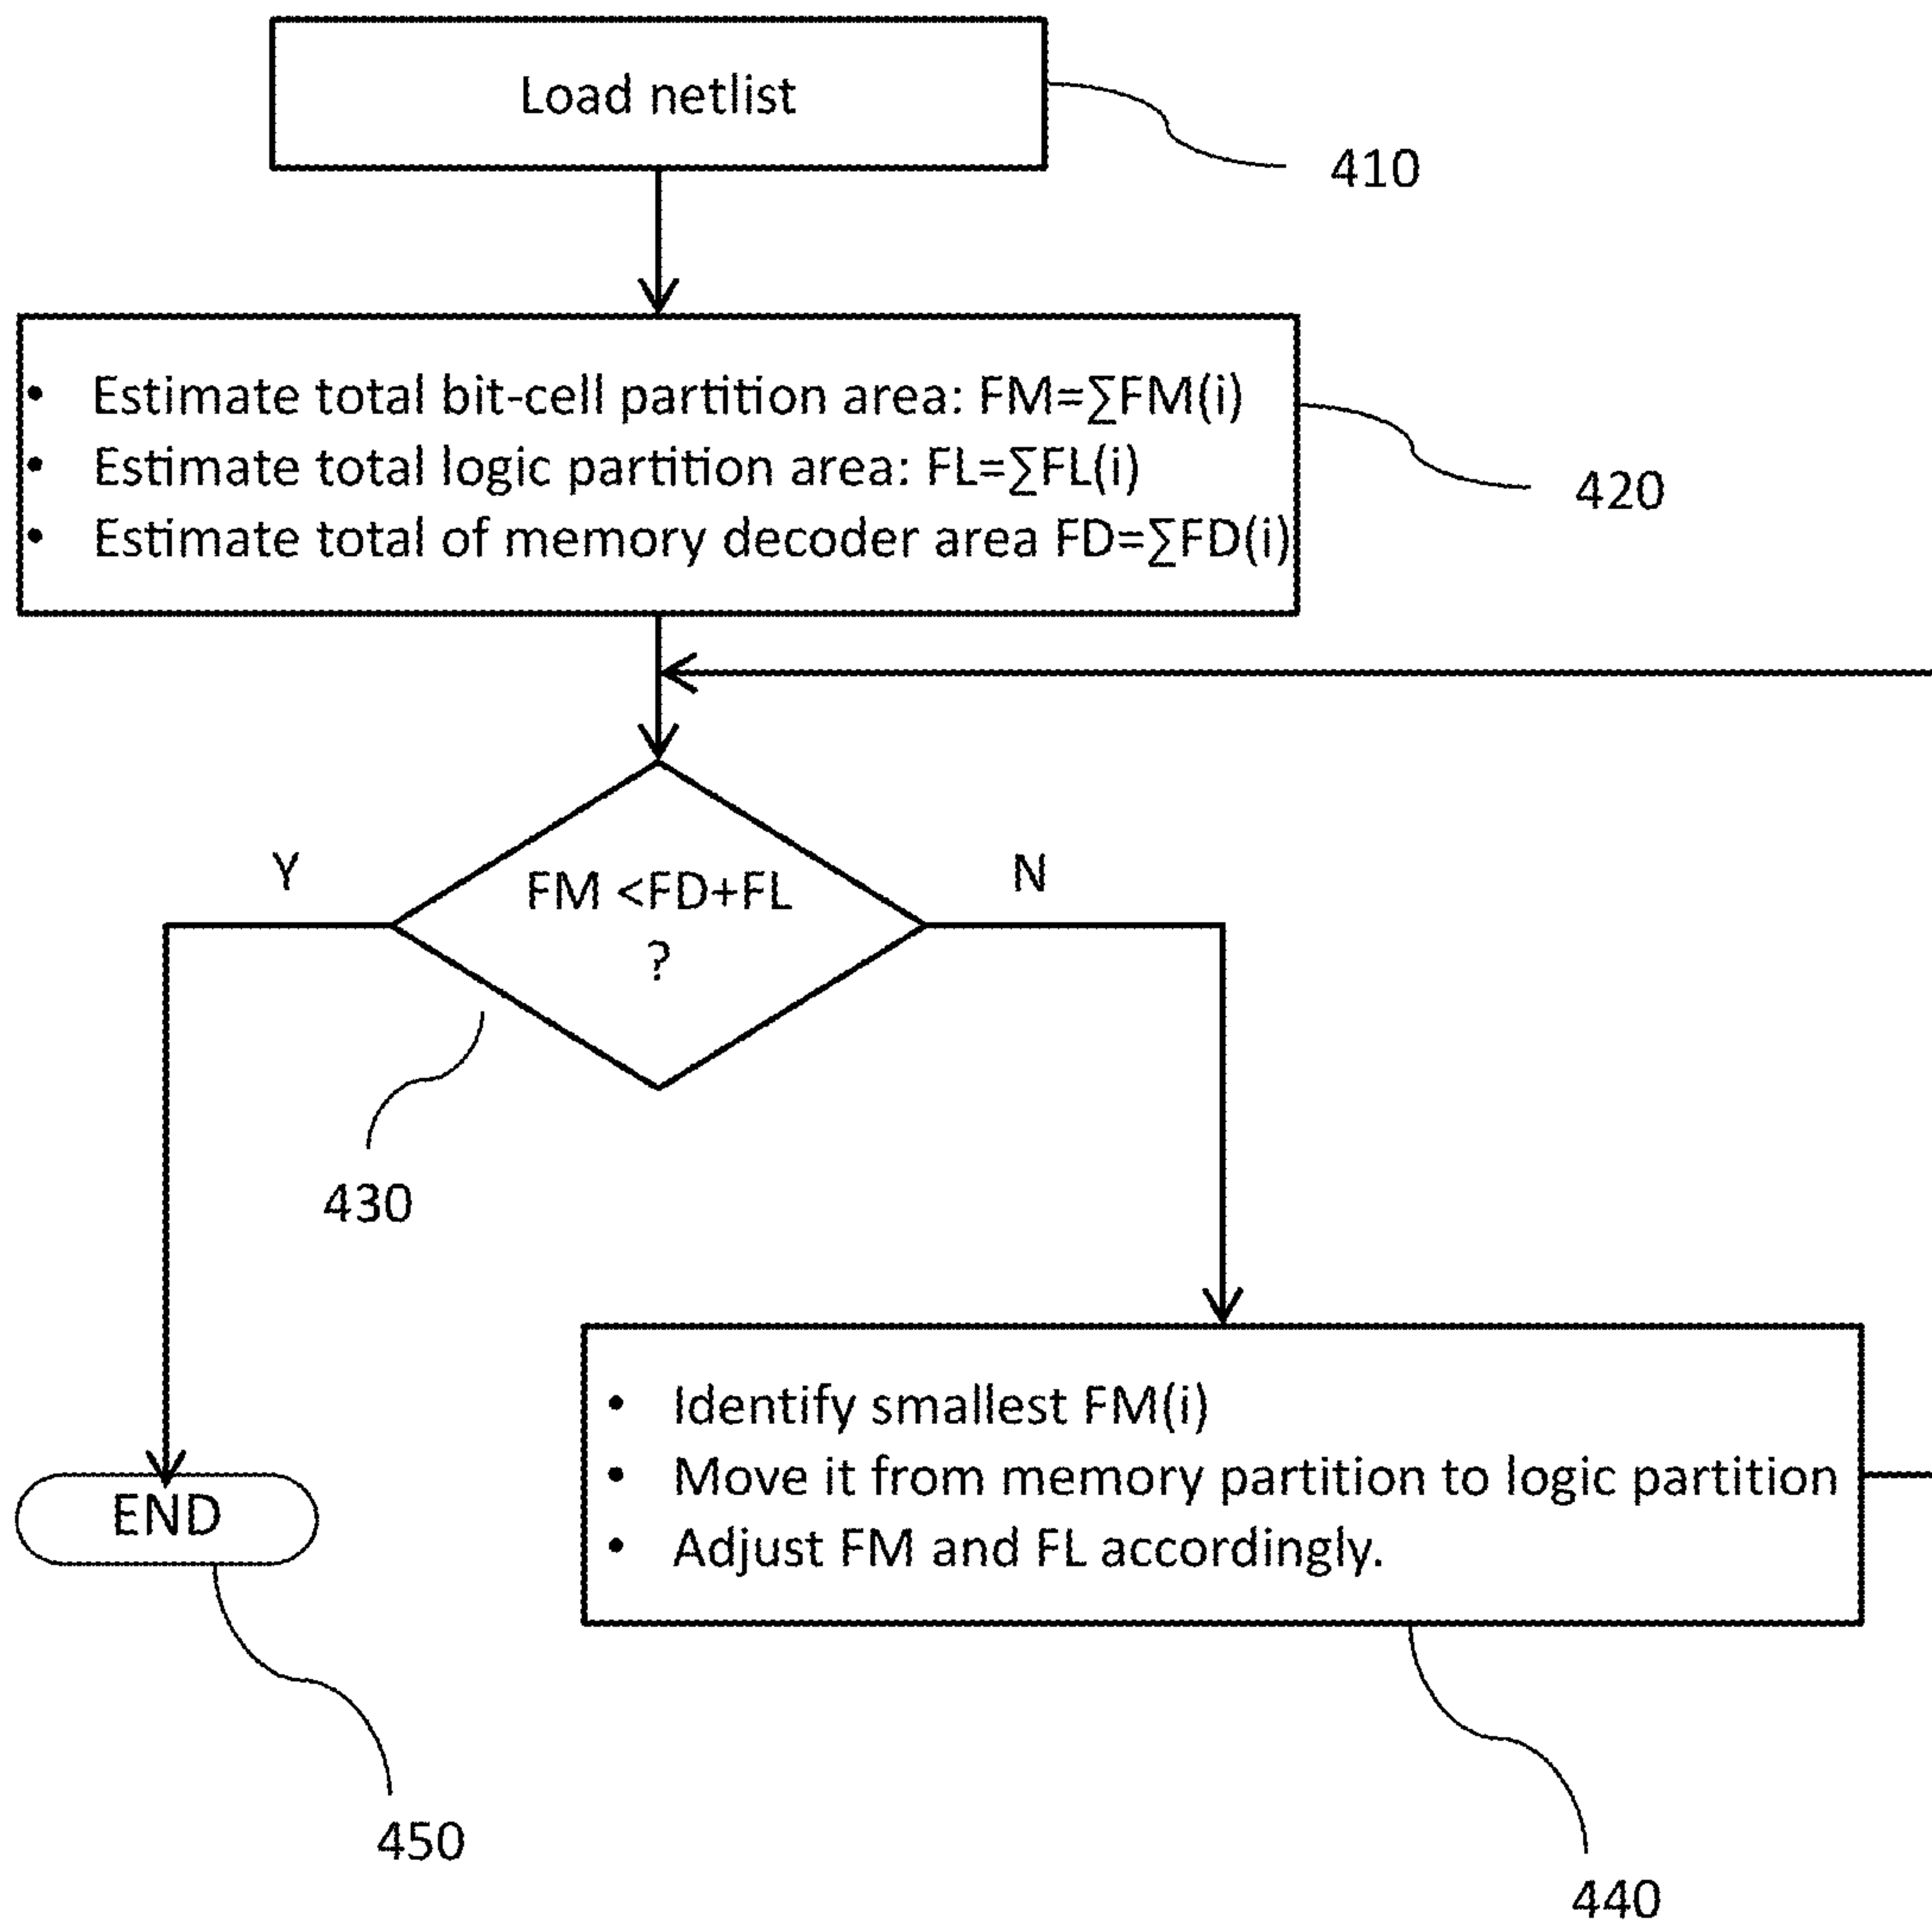 Load netlist
410
• Estimate total bit-cell partition area: FM=∑FM(i)
• Estimate total logic partition area: FL=∑FL(i)
• Estimate total of memory decoder area FD=∑FD(i)
420
Y
FM <FD+FL
?
N
430
• Identify smallest FM(i)
• Move it from memory partition to logic partition
• Adjust FM and FL accordingly.
END
450
440